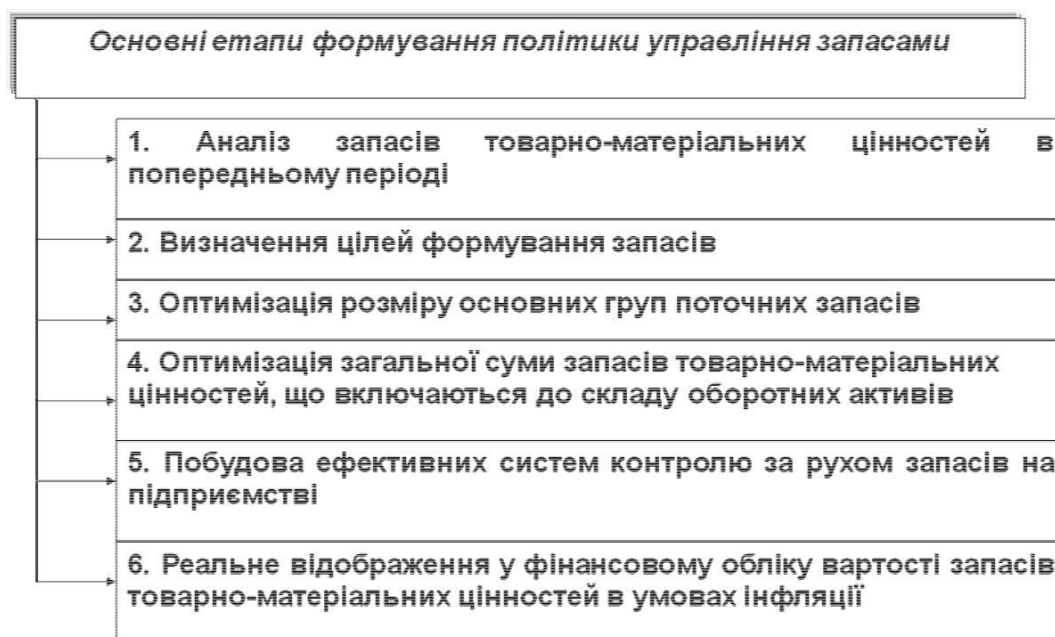 Основні етапи формування політики управління запасами
1. Аналіз запасів товарно-матеріальних цінностей в
попередньому періоді
2. Визначення цілей формування запасів
3. Оптимізація розміру основних груп поточних запасів
4. Оптимізація загальної суми запасів товарно-матеріальних
цінностей, що включаються до складу оборотних активів
5. Побудова ефективних систем контролю за рухом запасів на
підприємстві
6. Реальне відображення у фінансовому обліку вартості запасів
товарно-матеріальних цінностей в умовах інфляції